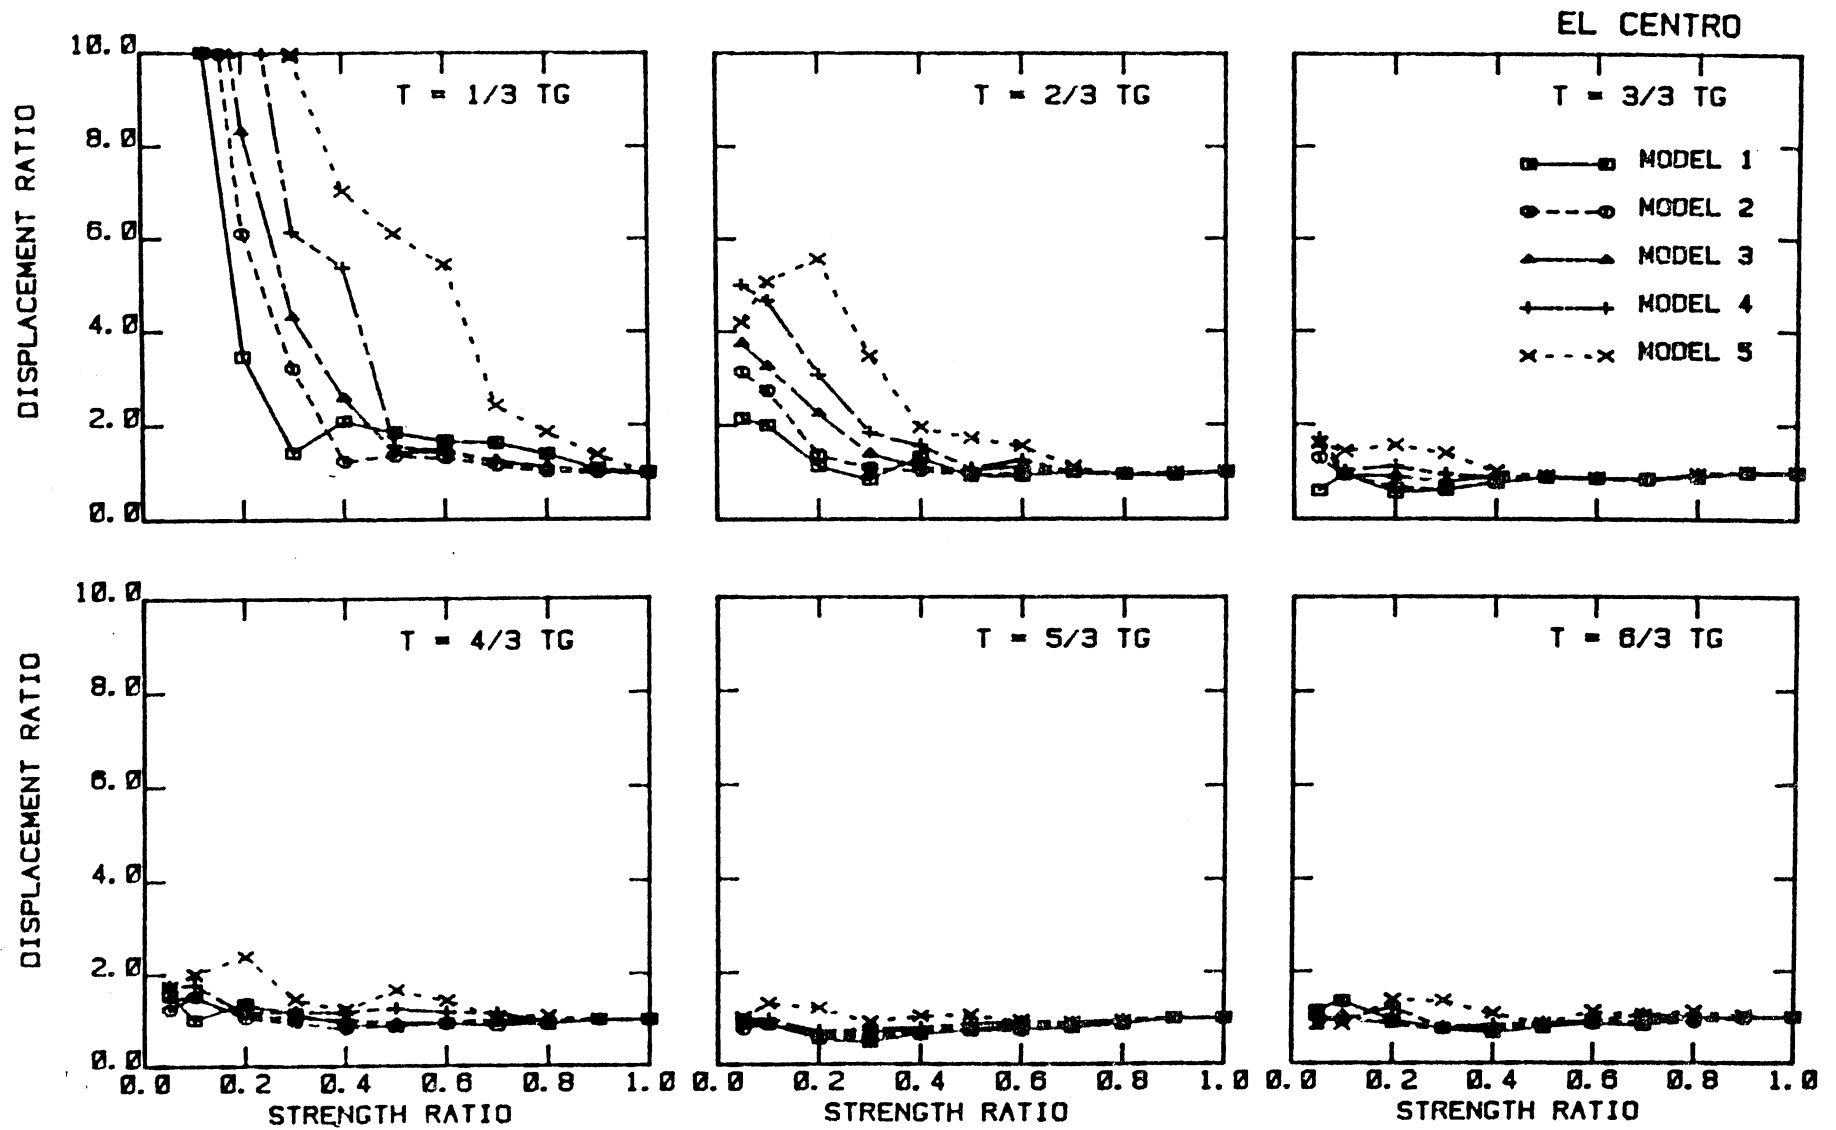 EL CENTRO
DISPLACEMENT RATIO
10.0
8.0
6.0
4.0
2.0
0.0
T = 1/3 TG
T = 2/3 TG
T = 3/3 TG
MODEL 1
MODEL 2
MODEL 3
MODEL 4
MODEL 5
DISPLACEMENT RATIO
10.0
8.0
6.0
4.0
2.0
0.0
T = 4/3 TG
T = 5/3 TG
T = 6/3 TG
0.0 0.2 0.4 0.6 0.8 1.0
0.0 0.2 0.4 0.6 0.8 1.0
0.0 0.2 0.4 0.6 0.8 1.0
STRENGTH RATIO
STRENGTH RATIO
STRENGTH RATIO